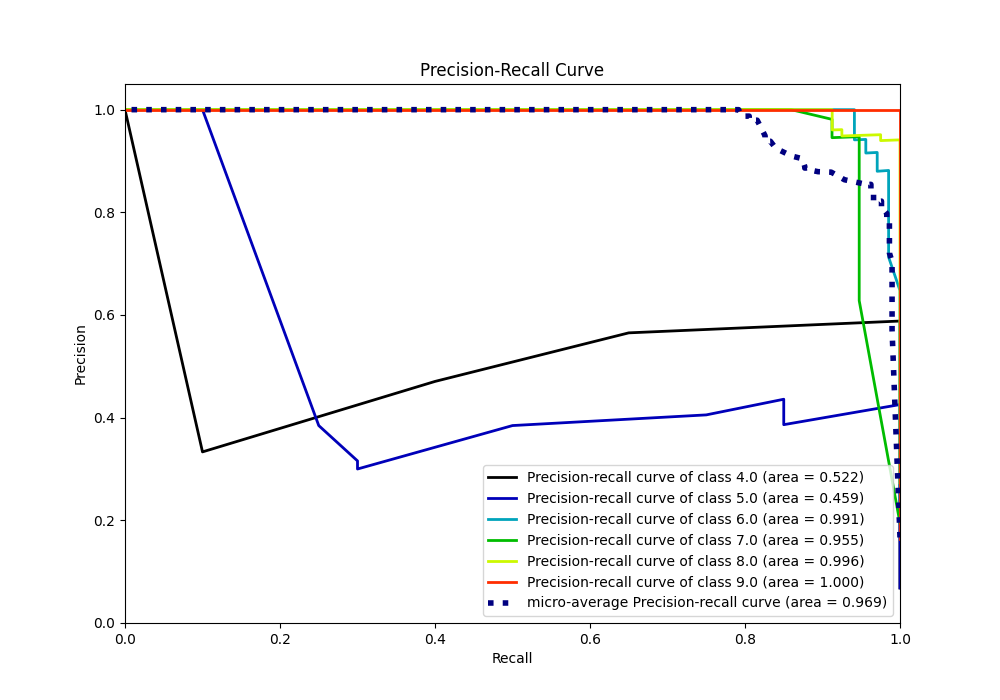 Precision-Recall Curve
1.0
0.8
0.6
0.4
0.2
0.0
Precision
0.0 0.2 0.4 0.6 0.8 1.0
Recall
Precision-recall curve of class 4.0 (area = 0.522)
Precision-recall curve of class 5.0 (area = 0.459)
Precision-recall curve of class 6.0 (area = 0.991)
Precision-recall curve of class 7.0 (area = 0.955)
Precision-recall curve of class 8.0 (area = 0.996)
Precision-recall curve of class 9.0 (area = 1.000)
micro-average Precision-recall curve (area = 0.969)